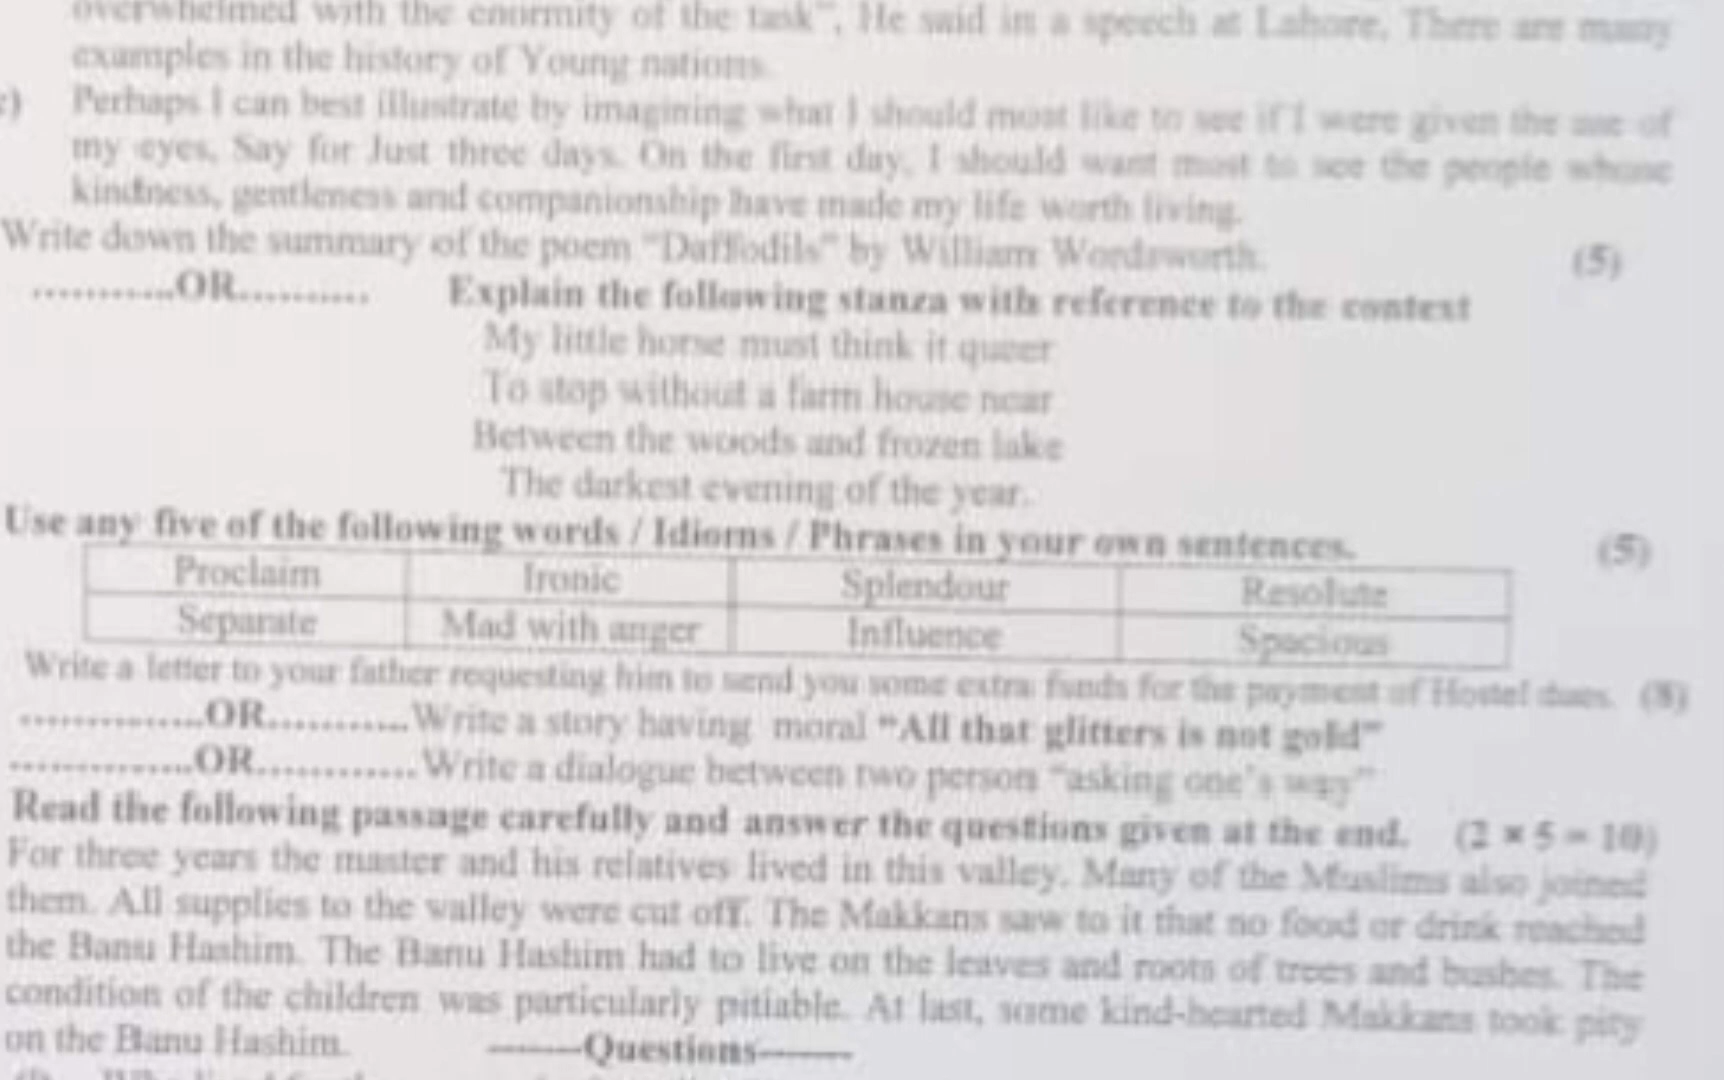 overwhelmed with the enormity of the task", He said in a speech at Lahore, There are many
examples in the history of Young nations.
c) Perhaps I can best illustrate by imagining what I should most like to see if I were given the use of
my eyes, Say for Just three days. On the first day, I should want most to see the people whose
kindness, gentleness and companionship have made my life worth living.
Write down the summary of the poem "Daffodils" by William Wordsworth. (5)
............OR........... Explain the following stanza with reference to the context
My little horse must think it queer
To stop without a farm house near
Between the woods and frozen lake
The darkest evening of the year.
Use any five of the following words / Idioms / Phrases in your own sentences. (5)
Proclaim Ironic Splendour Resolute
Separate Mad with anger Influence Spacious
Write a letter to your father requesting him to send you some extra funds for the payment of Hostel dues. (8)
...............OR............Write a story having moral "All that glitters is not gold"
...............OR............. Write a dialogue between two person "asking one's way"
Read the following passage carefully and answer the questions given at the end. (2 × 5 = 10)
For three years the master and his relatives lived in this valley. Many of the Muslims also joined
them. All supplies to the valley were cut off. The Makkans saw to it that no food or drink reached
the Banu Hashim. The Banu Hashim had to live on the leaves and roots of trees and bushes. The
condition of the children was particularly pitiable. At last, some kind-hearted Makkans took pity
on the Banu Hashim. -------Questions-------